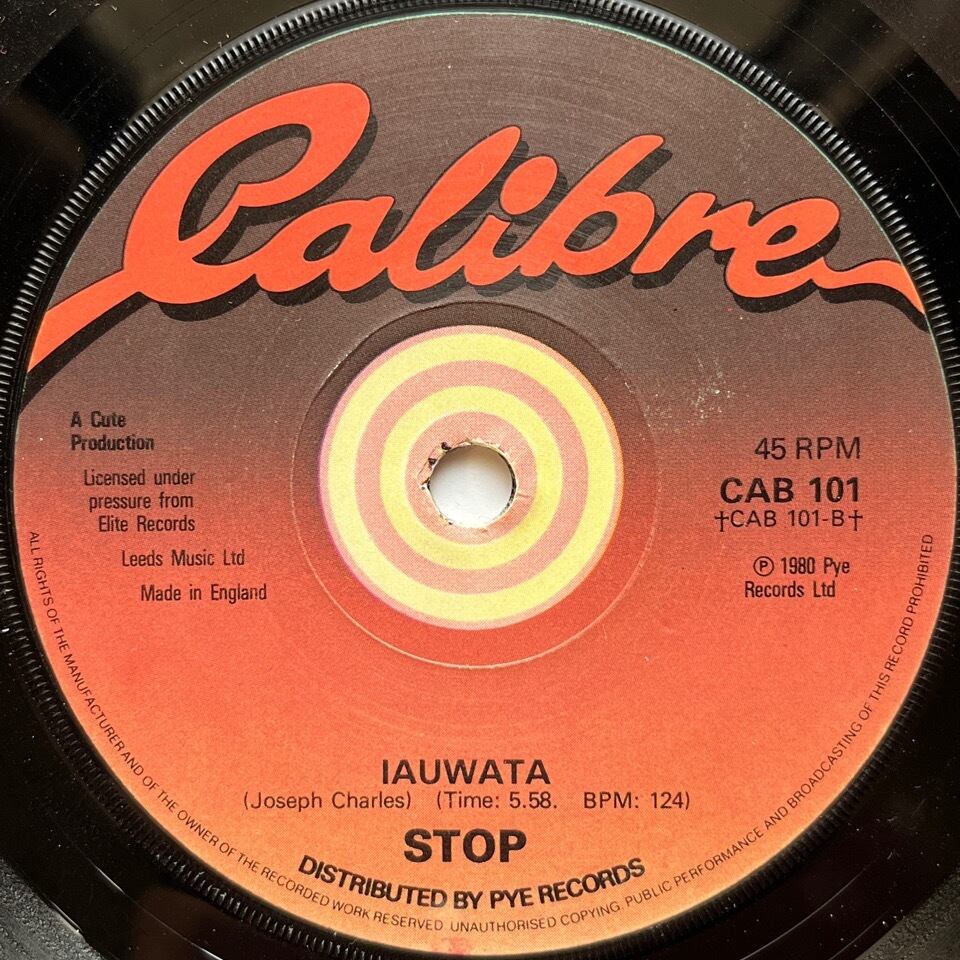 Calibre
A Cute
Production
Licensed under
pressure from
Elite Records
Leeds Music Ltd
Made in England
45 RPM
CAB 101
†CAB 101-B†
℗ 1980 Pye
Records Ltd
IAUWATA
(Joseph Charles) (Time: 5.58. BPM: 124)
STOP
DISTRIBUTED BY PYE RECORDS
ALL RIGHTS OF THE MANUFACTURER AND OF THE OWNER OF THE RECORDED WORK RESERVED. UNAUTHORISED COPYING. PUBLIC PERFORMANCE AND BROADCASTING OF THIS RECORD PROHIBITED